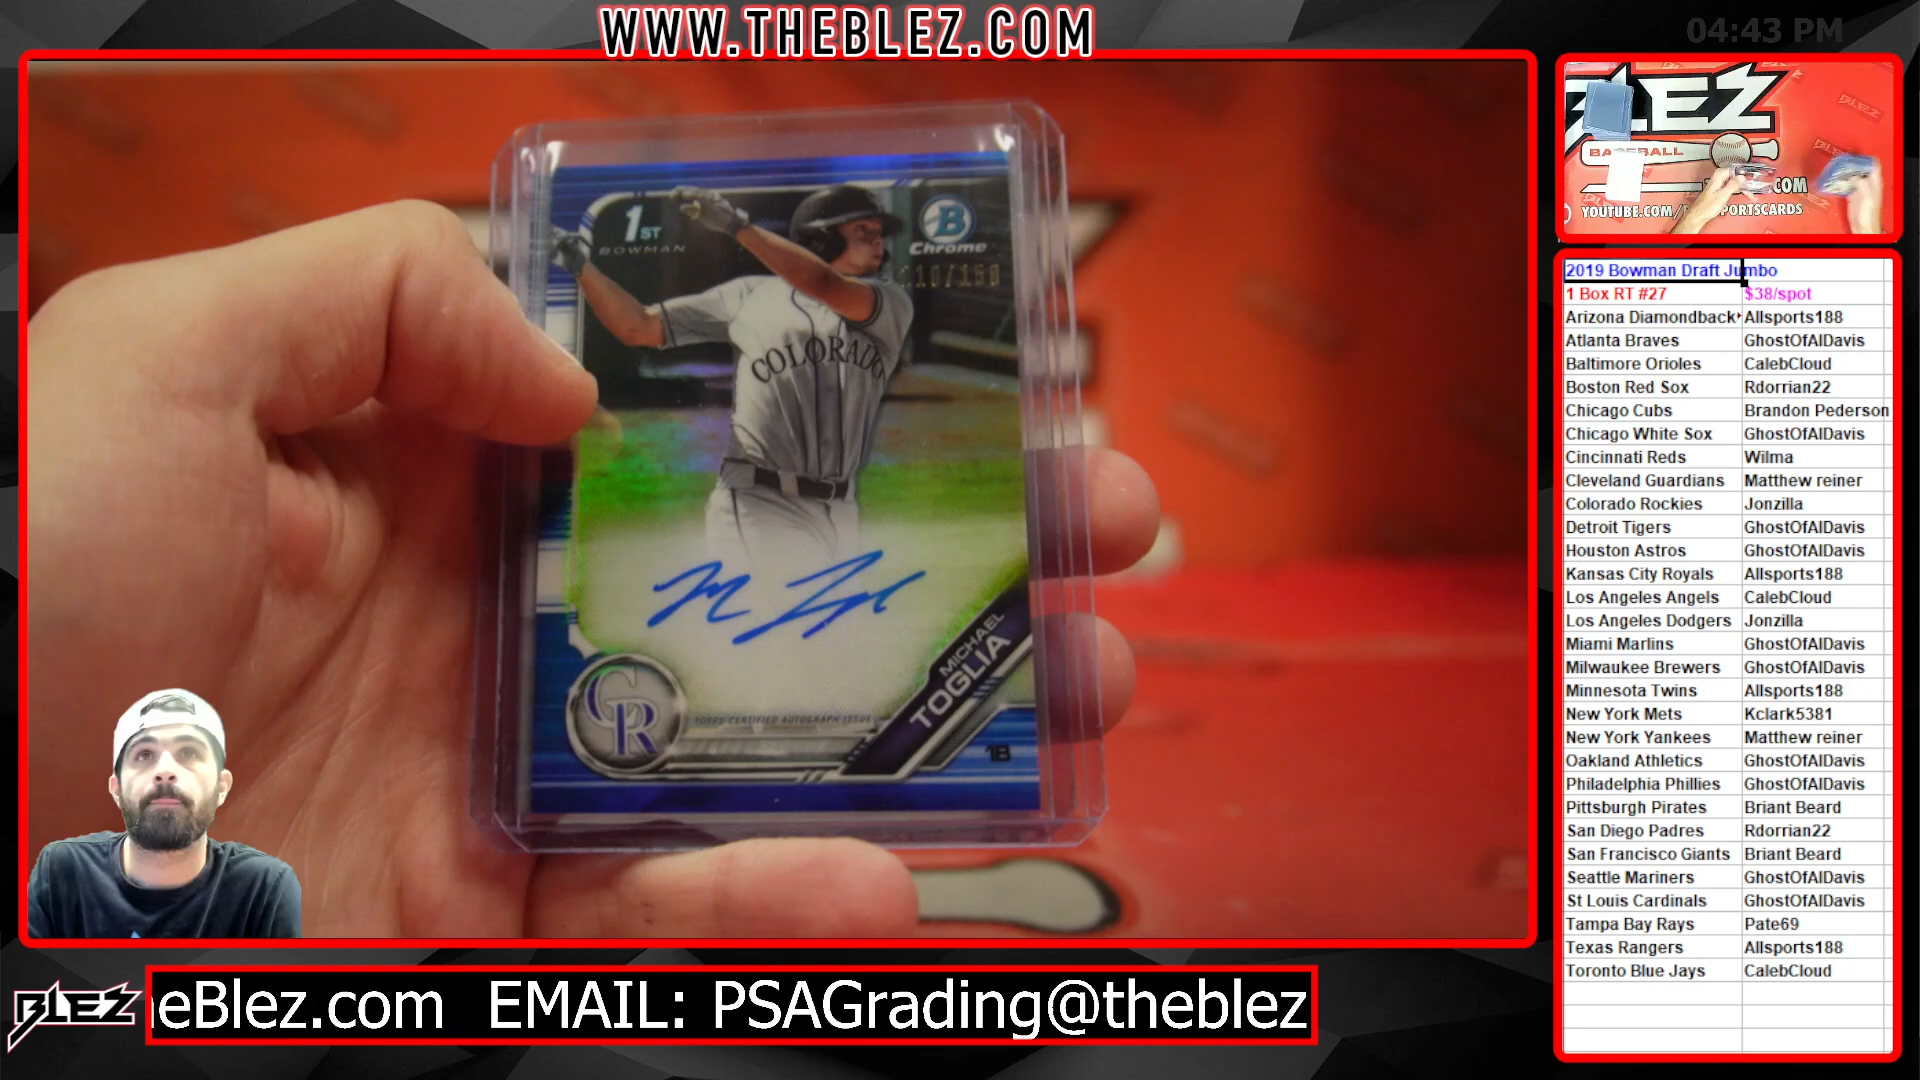 WWW.THEBLEZ.COM
04:43 PM
1ST
BOWMAN
B
Chrome
110/150
COLORADO
CR
TOPPS CERTIFIED AUTOGRAPH ISSUE
MICHAEL
TOGLIA
1B
BLEZ
BASEBALL
.COM
YOUTUBE.COM/
PORTSCARDS
BLEZ
2019 Bowman Draft Jumbo
1 Box RT #27 $38/spot
Arizona Diamondback Allsports188
Atlanta Braves GhostOfAlDavis
Baltimore Orioles CalebCloud
Boston Red Sox Rdorrian22
Chicago Cubs Brandon Pederson
Chicago White Sox GhostOfAlDavis
Cincinnati Reds Wilma
Cleveland Guardians Matthew reiner
Colorado Rockies Jonzilla
Detroit Tigers GhostOfAlDavis
Houston Astros GhostOfAlDavis
Kansas City Royals Allsports188
Los Angeles Angels CalebCloud
Los Angeles Dodgers Jonzilla
Miami Marlins GhostOfAlDavis
Milwaukee Brewers GhostOfAlDavis
Minnesota Twins Allsports188
New York Mets Kclark5381
New York Yankees Matthew reiner
Oakland Athletics GhostOfAlDavis
Philadelphia Phillies GhostOfAlDavis
Pittsburgh Pirates Briant Beard
San Diego Padres Rdorrian22
San Francisco Giants Briant Beard
Seattle Mariners GhostOfAlDavis
St Louis Cardinals GhostOfAlDavis
Tampa Bay Rays Pate69
Texas Rangers Allsports188
Toronto Blue Jays CalebCloud
BLEZ
eBlez.com EMAIL: PSAGrading@theblez